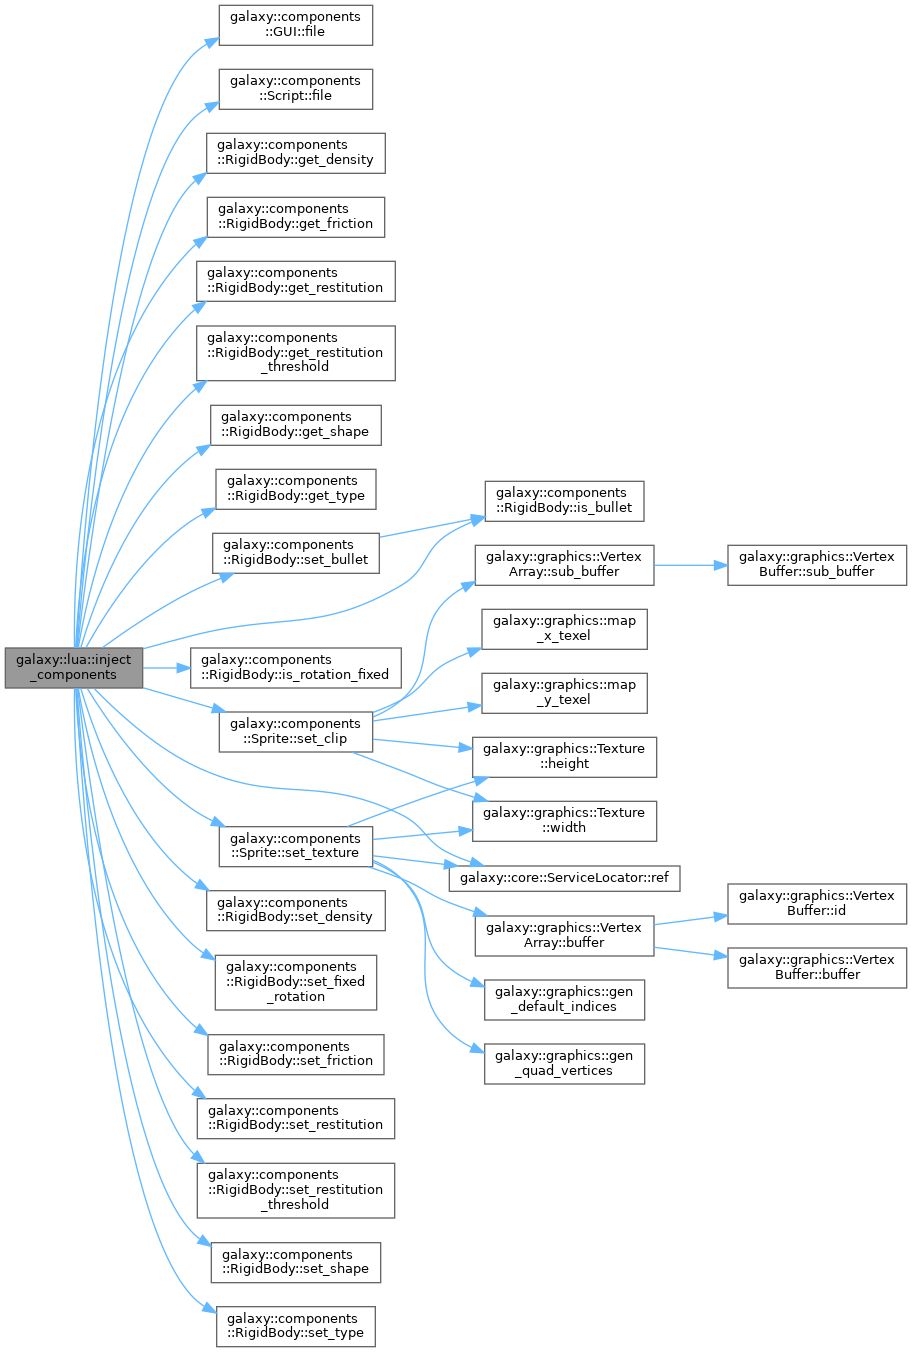 galaxy::components
::GUI::file
galaxy::components
::Script::file
galaxy::components
::RigidBody::get_density
galaxy::components
::RigidBody::get_friction
galaxy::components
::RigidBody::get_restitution
galaxy::components
::RigidBody::get_restitution
_threshold
galaxy::components
::RigidBody::get_shape
galaxy::components
::RigidBody::get_type
galaxy::components
::RigidBody::set_bullet
galaxy::components
::RigidBody::is_bullet
galaxy::graphics::Vertex
Array::sub_buffer
galaxy::graphics::Vertex
Buffer::sub_buffer
galaxy::graphics::map
_x_texel
galaxy::lua::inject
_components
galaxy::components
::RigidBody::is_rotation_fixed
galaxy::graphics::map
_y_texel
galaxy::components
::Sprite::set_clip
galaxy::graphics::Texture
::height
galaxy::graphics::Texture
::width
galaxy::components
::Sprite::set_texture
galaxy::core::ServiceLocator::ref
galaxy::components
::RigidBody::set_density
galaxy::graphics::Vertex
Array::buffer
galaxy::graphics::Vertex
Buffer::id
galaxy::graphics::Vertex
Buffer::buffer
galaxy::components
::RigidBody::set_fixed
_rotation
galaxy::graphics::gen
_default_indices
galaxy::components
::RigidBody::set_friction
galaxy::graphics::gen
_quad_vertices
galaxy::components
::RigidBody::set_restitution
galaxy::components
::RigidBody::set_restitution
_threshold
galaxy::components
::RigidBody::set_shape
galaxy::components
::RigidBody::set_type